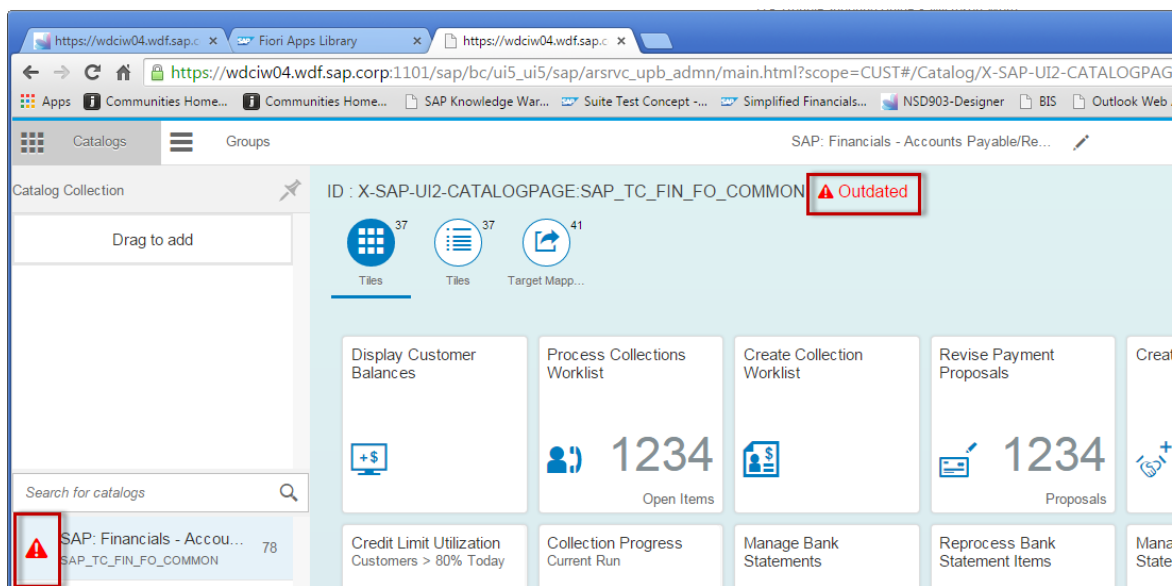 https://wdciw04.wdf.sap.c
Fiori Apps Library
https://wdciw04.wdf.sap.c
https://wdciw04.wdf.sap.corp:1101/sap/bc/ui5_ui5/sap/arsrvc_upb_admn/main.html?scope=CUST#/Catalog/X-SAP-UI2-CATALOGPAG
Apps
Communities Home...
Communities Home...
SAP Knowledge War...
Suite Test Concept -...
Simplified Financials...
NSD903-Designer
BIS
Outlook Web
Catalogs
Groups
SAP: Financials - Accounts Payable/Re...
Catalog Collection
ID : X-SAP-UI2-CATALOGPAGE:SAP_TC_FIN_FO_COMMON
Outdated
Drag to add
37
37
41
Tiles
Tiles
Target Mapp...
Display Customer
Balances
Process Collections
Worklist
Create Collection
Worklist
Revise Payment
Proposals
Creat
1234
Open Items
1234
Proposals
Search for catalogs
SAP: Financials - Accou...
78
SAP_TC_FIN_FO_COMMON
Credit Limit Utilization
Customers > 80% Today
Collection Progress
Current Run
Manage Bank
Statements
Reprocess Bank
Statement Items
Mana
State